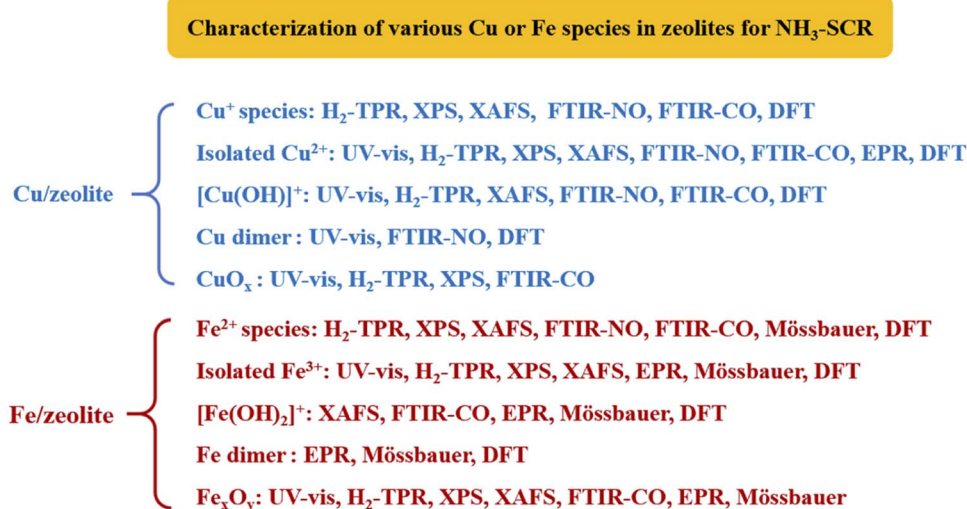 Characterization of various Cu or Fe species in zeolites for NH₃-SCR
Cu⁺ species: H₂-TPR, XPS, XAFS, FTIR-NO, FTIR-CO, DFT
Isolated Cu²⁺: UV-vis, H₂-TPR, XPS, XAFS, FTIR-NO, FTIR-CO, EPR, DFT
Cu/zeolite
[Cu(OH)]⁺: UV-vis, H₂-TPR, XAFS, FTIR-NO, FTIR-CO, DFT
Cu dimer: UV-vis, FTIR-NO, DFT
CuOₓ: UV-vis, H₂-TPR, XPS, FTIR-CO
Fe²⁺ species: H₂-TPR, XPS, XAFS, FTIR-NO, FTIR-CO, Mössbauer, DFT
Isolated Fe³⁺: UV-vis, H₂-TPR, XPS, XAFS, EPR, Mössbauer, DFT
Fe/zeolite
[Fe(OH)₂]⁺: XAFS, FTIR-CO, EPR, Mössbauer, DFT
Fe dimer: EPR, Mössbauer, DFT
FeₓOᵧ: UV-vis, H₂-TPR, XPS, XAFS, FTIR-CO, EPR, Mössbauer